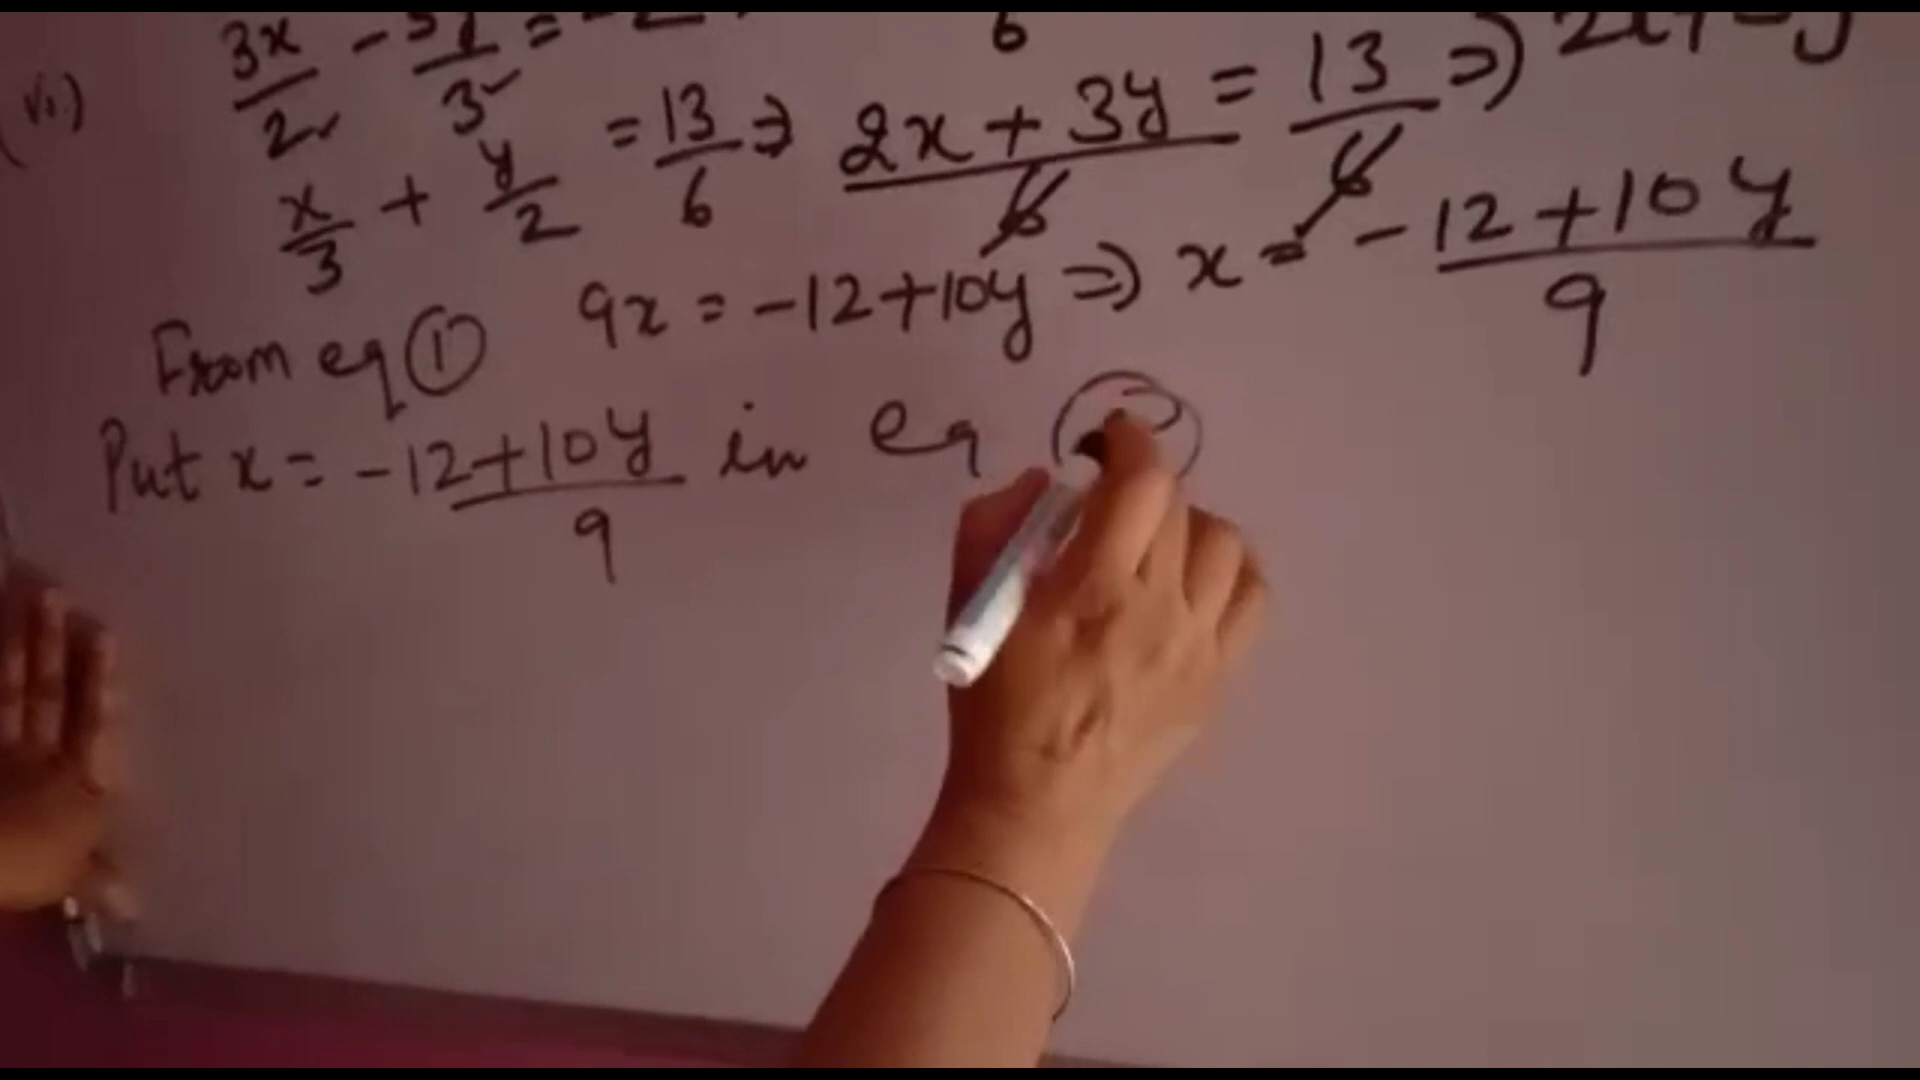 (vi.) 3x/2 - 5y/3 = -2
6
x/3 + y/2 = 13/6 ⇒ 2x + 3y/6 = 13/6 ⇒
From eq ① 9x = -12+10y ⇒ x = -12+10y/9
Put x = -12+10y/9 in eq